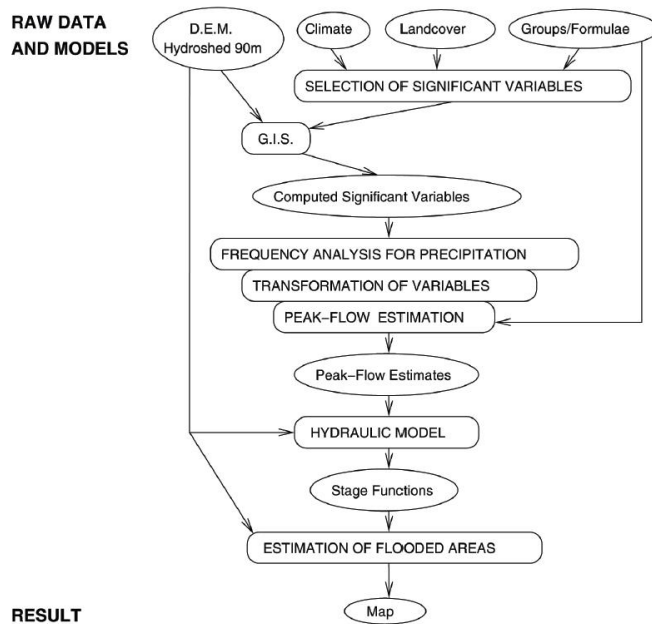 RAW DATA
AND MODELS
D.E.M.
Hydroshed 90m
Climate
Landcover
Groups/Formulae
SELECTION OF SIGNIFICANT VARIABLES
G.I.S.
Computed Significant Variables
FREQUENCY ANALYSIS FOR PRECIPITATION
TRANSFORMATION OF VARIABLES
PEAK-FLOW ESTIMATION
Peak-Flow Estimates
HYDRAULIC MODEL
Stage Functions
ESTIMATION OF FLOODED AREAS
RESULT
Map